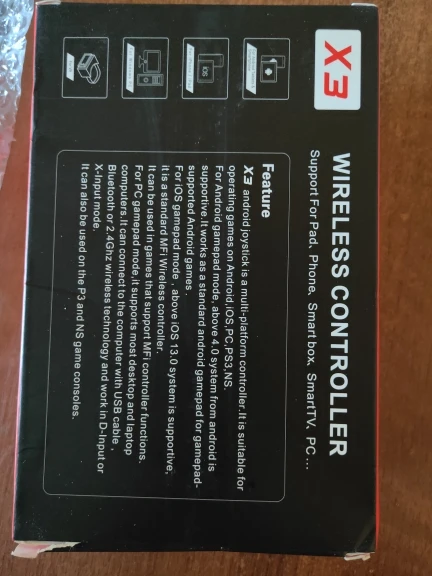 X3
WIRELESS CONTROLLER
Support For Pad、Phone、Smart box、SmartTV、PC...
iOS
Feature
X3 android joystick is a multi-platform controller.It is suitable for
operating games on Android,iOS,PC,PS3,NS.
For Android gamepad mode, above 4.0 system from android is
supportive.It works as a standard android gamepad for gamepad-
supported Android games .
For iOS gamepad mode , above iOS 13.0 system is supportive,
it is a standard MFi Wireless controller.
It can be used in games that support MFi controller functions.
For PC gamepad mode,It supports most desktop and laptop
computers.It can connect to the computer with USB cable ,
Bluetooth or 2.4Ghz wireless technology and work in D-Input or
X-Input mode.
It can also be used on the P3 and NS game consoles.